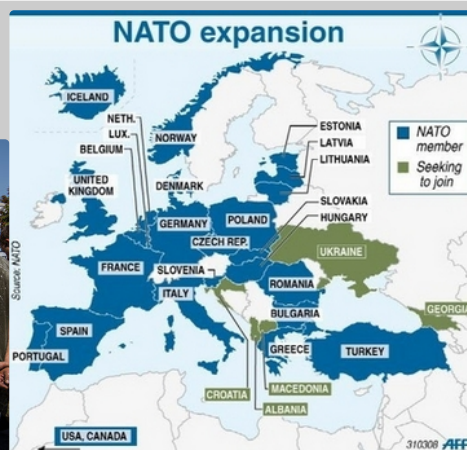 NATO expansion
ICELAND
NETH.
LUX.
BELGIUM
NORWAY
ESTONIA
LATVIA
LITHUANIA
NATO
member
Seeking
to join
UNITED
KINGDOM
DENMARK
SLOVAKIA
HUNGARY
GERMANY
POLAND
CZECH REP.
UKRAINE
FRANCE
SLOVENIA
ITALY
ROMANIA
BULGARIA
GEORGIA
SPAIN
PORTUGAL
GREECE
TURKEY
CROATIA
MACEDONIA
ALBANIA
USA, CANADA
Source: NATO
310308 AFP